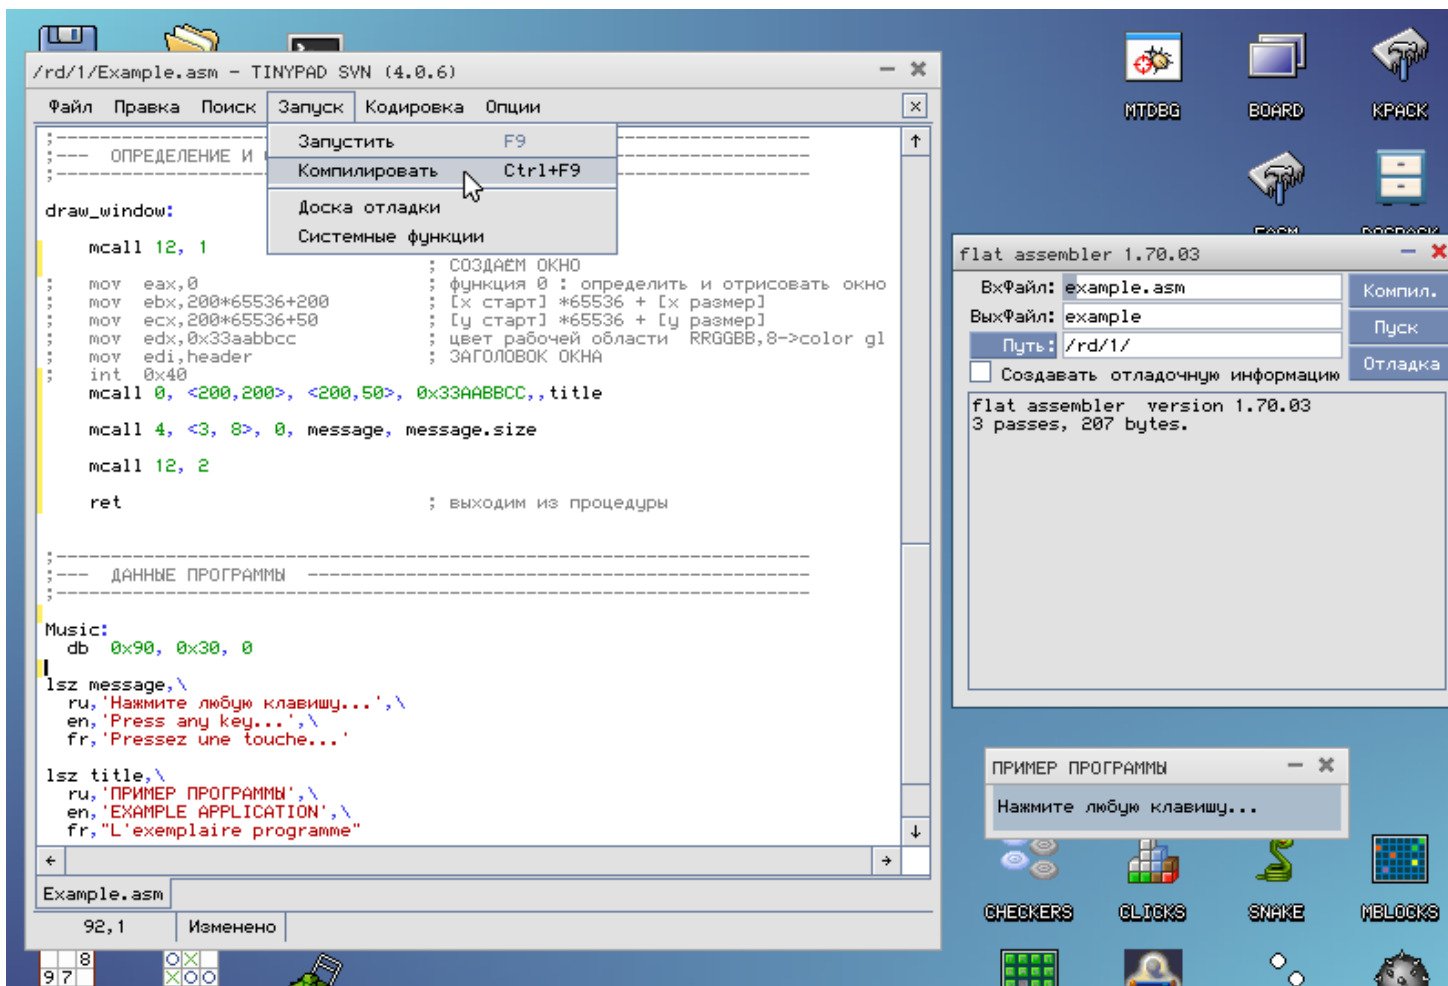 /rd/1/Example.asm - TINYPAD SVN (4.0.6)
Файл Правка Поиск Запуск Кодировка Опции
Запустить F9
Компилировать Ctrl+F9
Доска отладки
Системные функции
;--- ОПРЕДЕЛЕНИЕ И
draw_window:
mcall 12, 1
; СОЗДАЁМ ОКНО
; mov eax,0 ; функция 0 : определить и отрисовать окно
; mov ebx,200*65536+200 ; [x старт] *65536 + [x размер]
; mov ecx,200*65536+50 ; [y старт] *65536 + [y размер]
; mov edx,0x33aabbcc ; цвет рабочей области RRGGBB,8->color gl
; mov edi,header ; ЗАГОЛОВОК ОКНА
; int 0x40
mcall 0, <200,200>, <200,50>, 0x33AABBCC,,title
mcall 4, <3, 8>, 0, message, message.size
mcall 12, 2
ret ; выходим из процедуры
;-----------------------------------------------------------------------
;--- ДАННЫЕ ПРОГРАММЫ ------------------------------------------------
;-----------------------------------------------------------------------
Music:
db 0x90, 0x30, 0
lsz message,\
ru,'Нажмите любую клавишу...',\
en,'Press any key...',\
fr,'Pressez une touche...'
lsz title,\
ru,'ПРИМЕР ПРОГРАММЫ',\
en,'EXAMPLE APPLICATION',\
fr,"L'exemplaire programme"
Example.asm
92,1 Изменено
MTDBG BOARD KPACK
flat assembler 1.70.03
ВхФайл: example.asm Компил.
ВыхФайл: example Пуск
Путь: /rd/1/ Отладка
Создавать отладочную информацию
flat assembler version 1.70.03
3 passes, 207 bytes.
ПРИМЕР ПРОГРАММЫ
Нажмите любую клавишу...
CHECKERS CLICKS SNAKE MBLOCKS
8
9 7